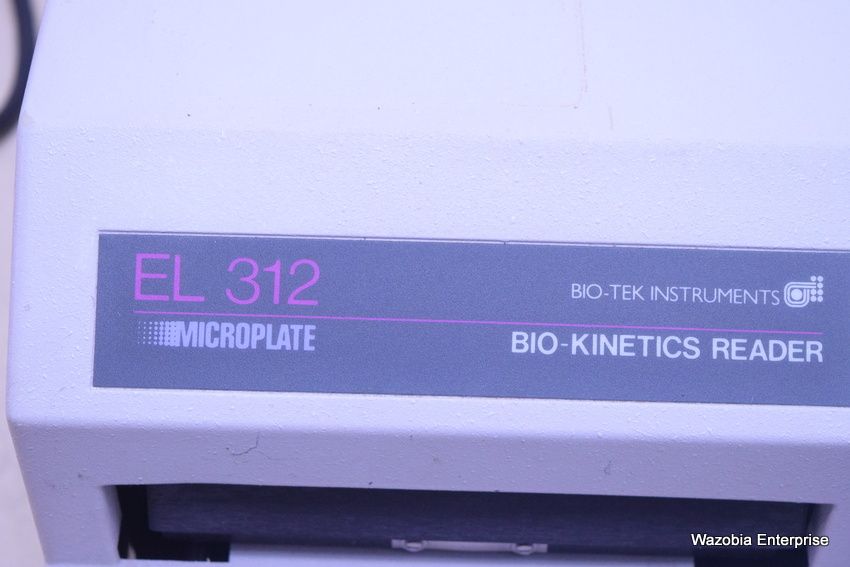 EL 312
BIO-TEK INSTRUMENTS
MICROPLATE
BIO-KINETICS READER
Wazobia Enterprise